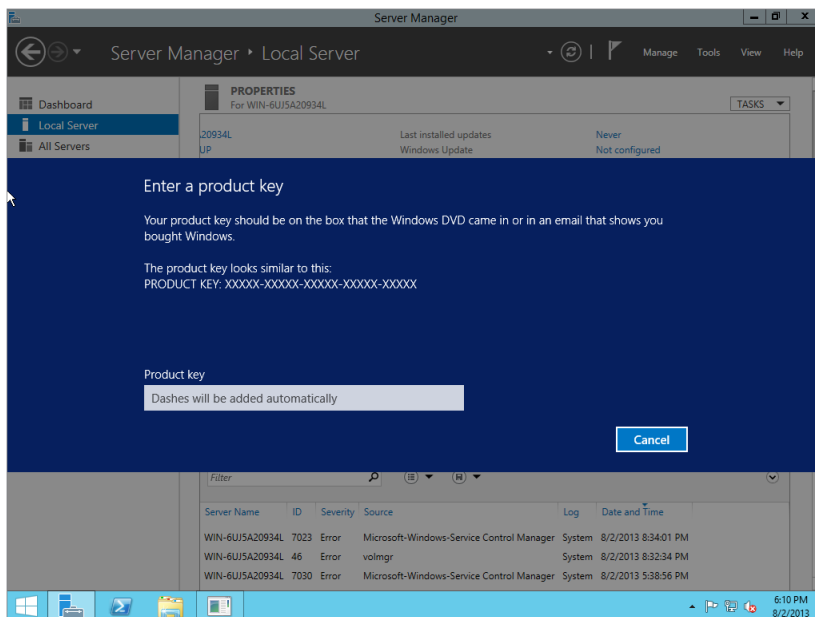 Server Manager
Server Manager ‣ Local Server
Manage Tools View Help
Dashboard
Local Server
All Servers
PROPERTIES
For WIN-6UJ5A20934L
TASKS
20934L Last installed updates Never
UP Windows Update Not configured
Enter a product key
Your product key should be on the box that the Windows DVD came in or in an email that shows you
bought Windows.
The product key looks similar to this:
PRODUCT KEY: XXXXX-XXXXX-XXXXX-XXXXX-XXXXX
Product key
Dashes will be added automatically
Cancel
Filter
Server Name ID Severity Source Log Date and Time
WIN-6UJ5A20934L 7023 Error Microsoft-Windows-Service Control Manager System 8/2/2013 8:34:01 PM
WIN-6UJ5A20934L 46 Error volmgr System 8/2/2013 8:32:34 PM
WIN-6UJ5A20934L 7030 Error Microsoft-Windows-Service Control Manager System 8/2/2013 5:38:56 PM
6:10 PM
8/2/2013